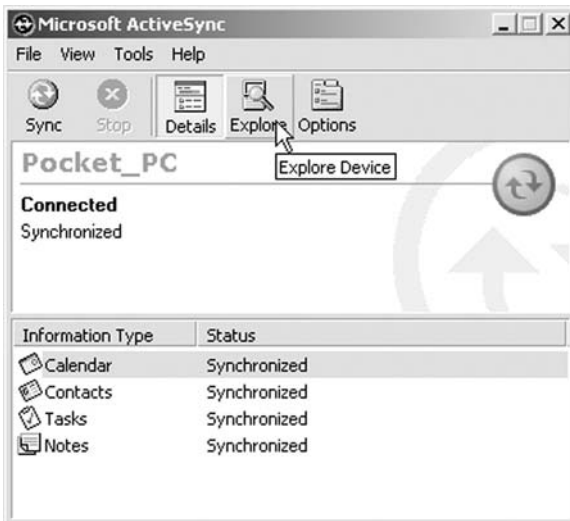 Microsoft ActiveSync
File View Tools Help
Sync Stop Details Explore Options
Explore Device
Pocket_PC
Connected
Synchronized
Information Type Status
Calendar Synchronized
Contacts Synchronized
Tasks Synchronized
Notes Synchronized